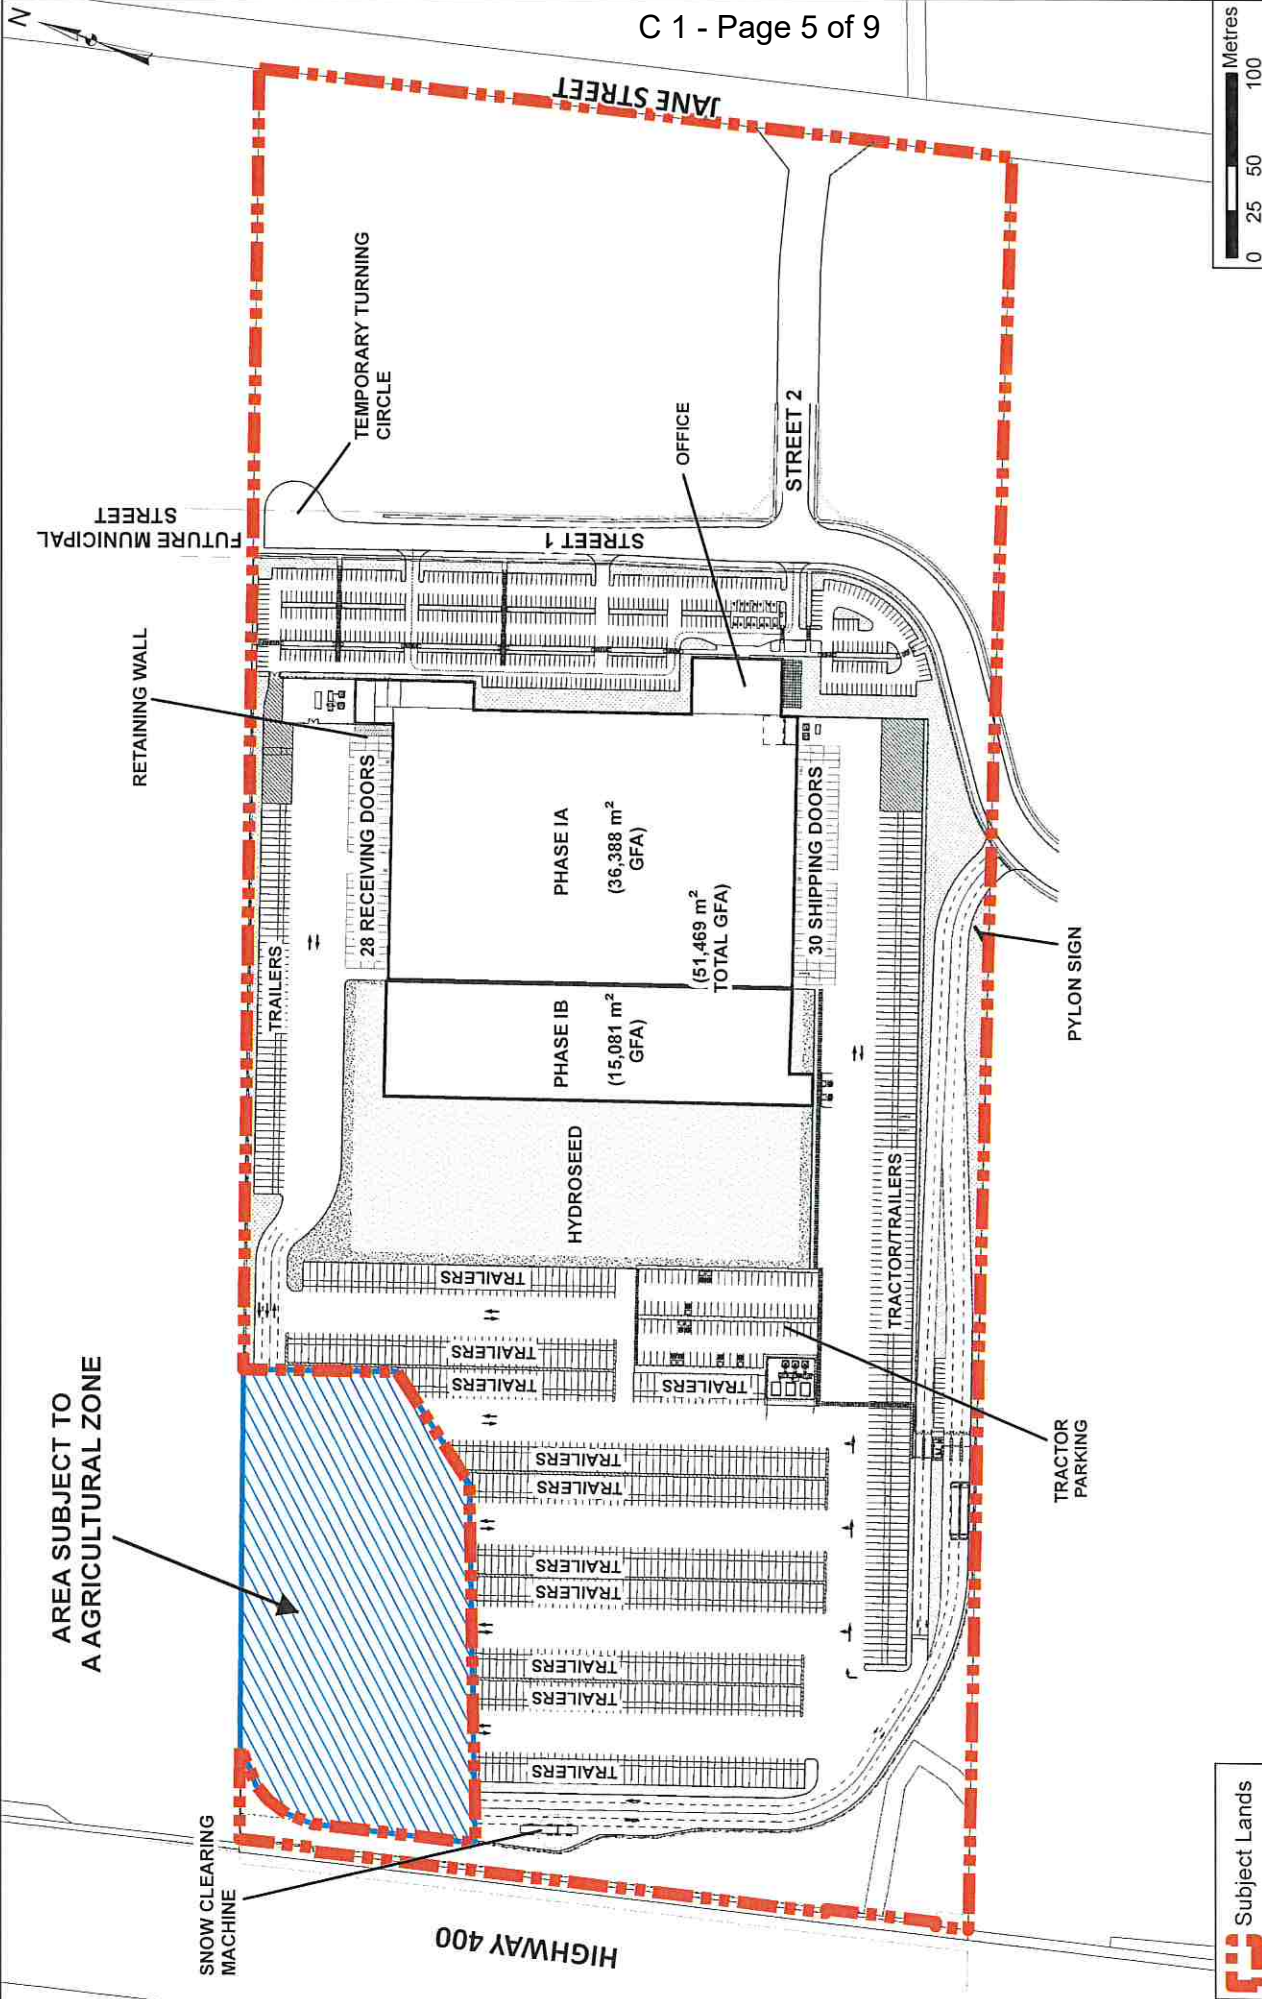 C 1 - Page 5 of 9
N
JANE STREET
Metres
0 25 50 100
TEMPORARY TURNING
CIRCLE
FUTURE MUNICIPAL
STREET
STREET 1
STREET 2
OFFICE
RETAINING WALL
TRAILERS
28 RECEIVING DOORS
PHASE IA
(36,388 m²
GFA)
(51,469 m²
TOTAL GFA)
30 SHIPPING DOORS
PHASE IB
(15,081 m²
GFA)
PYLON SIGN
HYDROSEED
TRACTOR/TRAILERS
TRAILERS
TRAILERS
TRAILERS
TRAILERS
TRACTOR
PARKING
AREA SUBJECT TO
A AGRICULTURAL ZONE
TRAILERS
TRAILERS
TRAILERS
TRAILERS
TRAILERS
TRAILERS
TRAILERS
SNOW CLEARING
MACHINE
HIGHWAY 400
Subject Lands